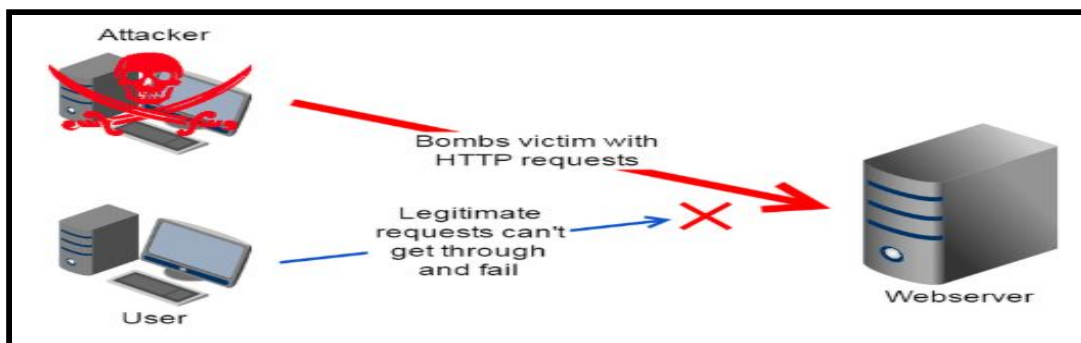 Attacker
Bombs victim with
HTTP requests
Legitimate
requests can't
get through
and fail
User
Webserver